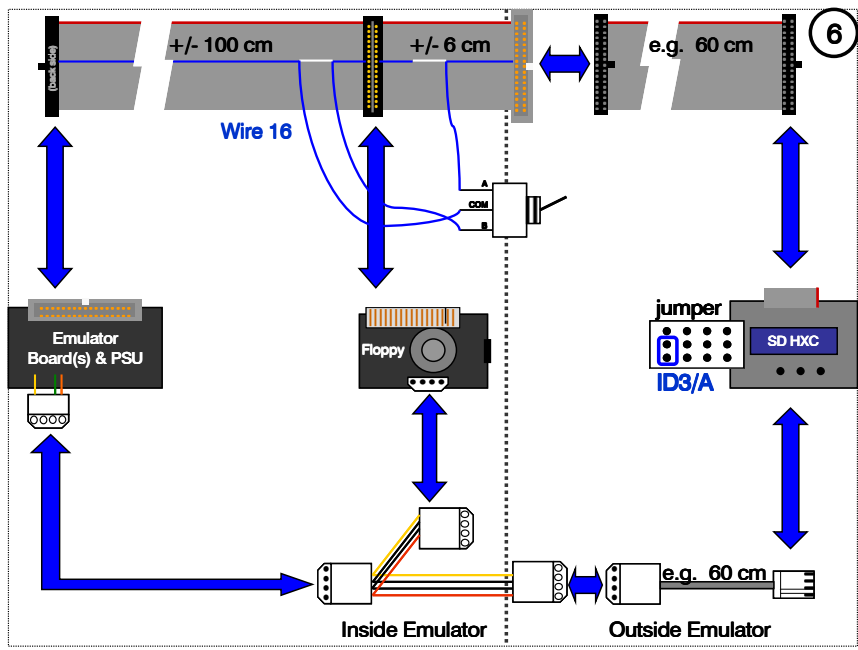 +/- 100 cm
+/- 6 cm
e.g. 60 cm
6
(back side)
Wire 16
A
COM
B
Emulator
Board(s) & PSU
Floppy
jumper
SD HXC
ID3/A
e.g. 60 cm
Inside Emulator
Outside Emulator